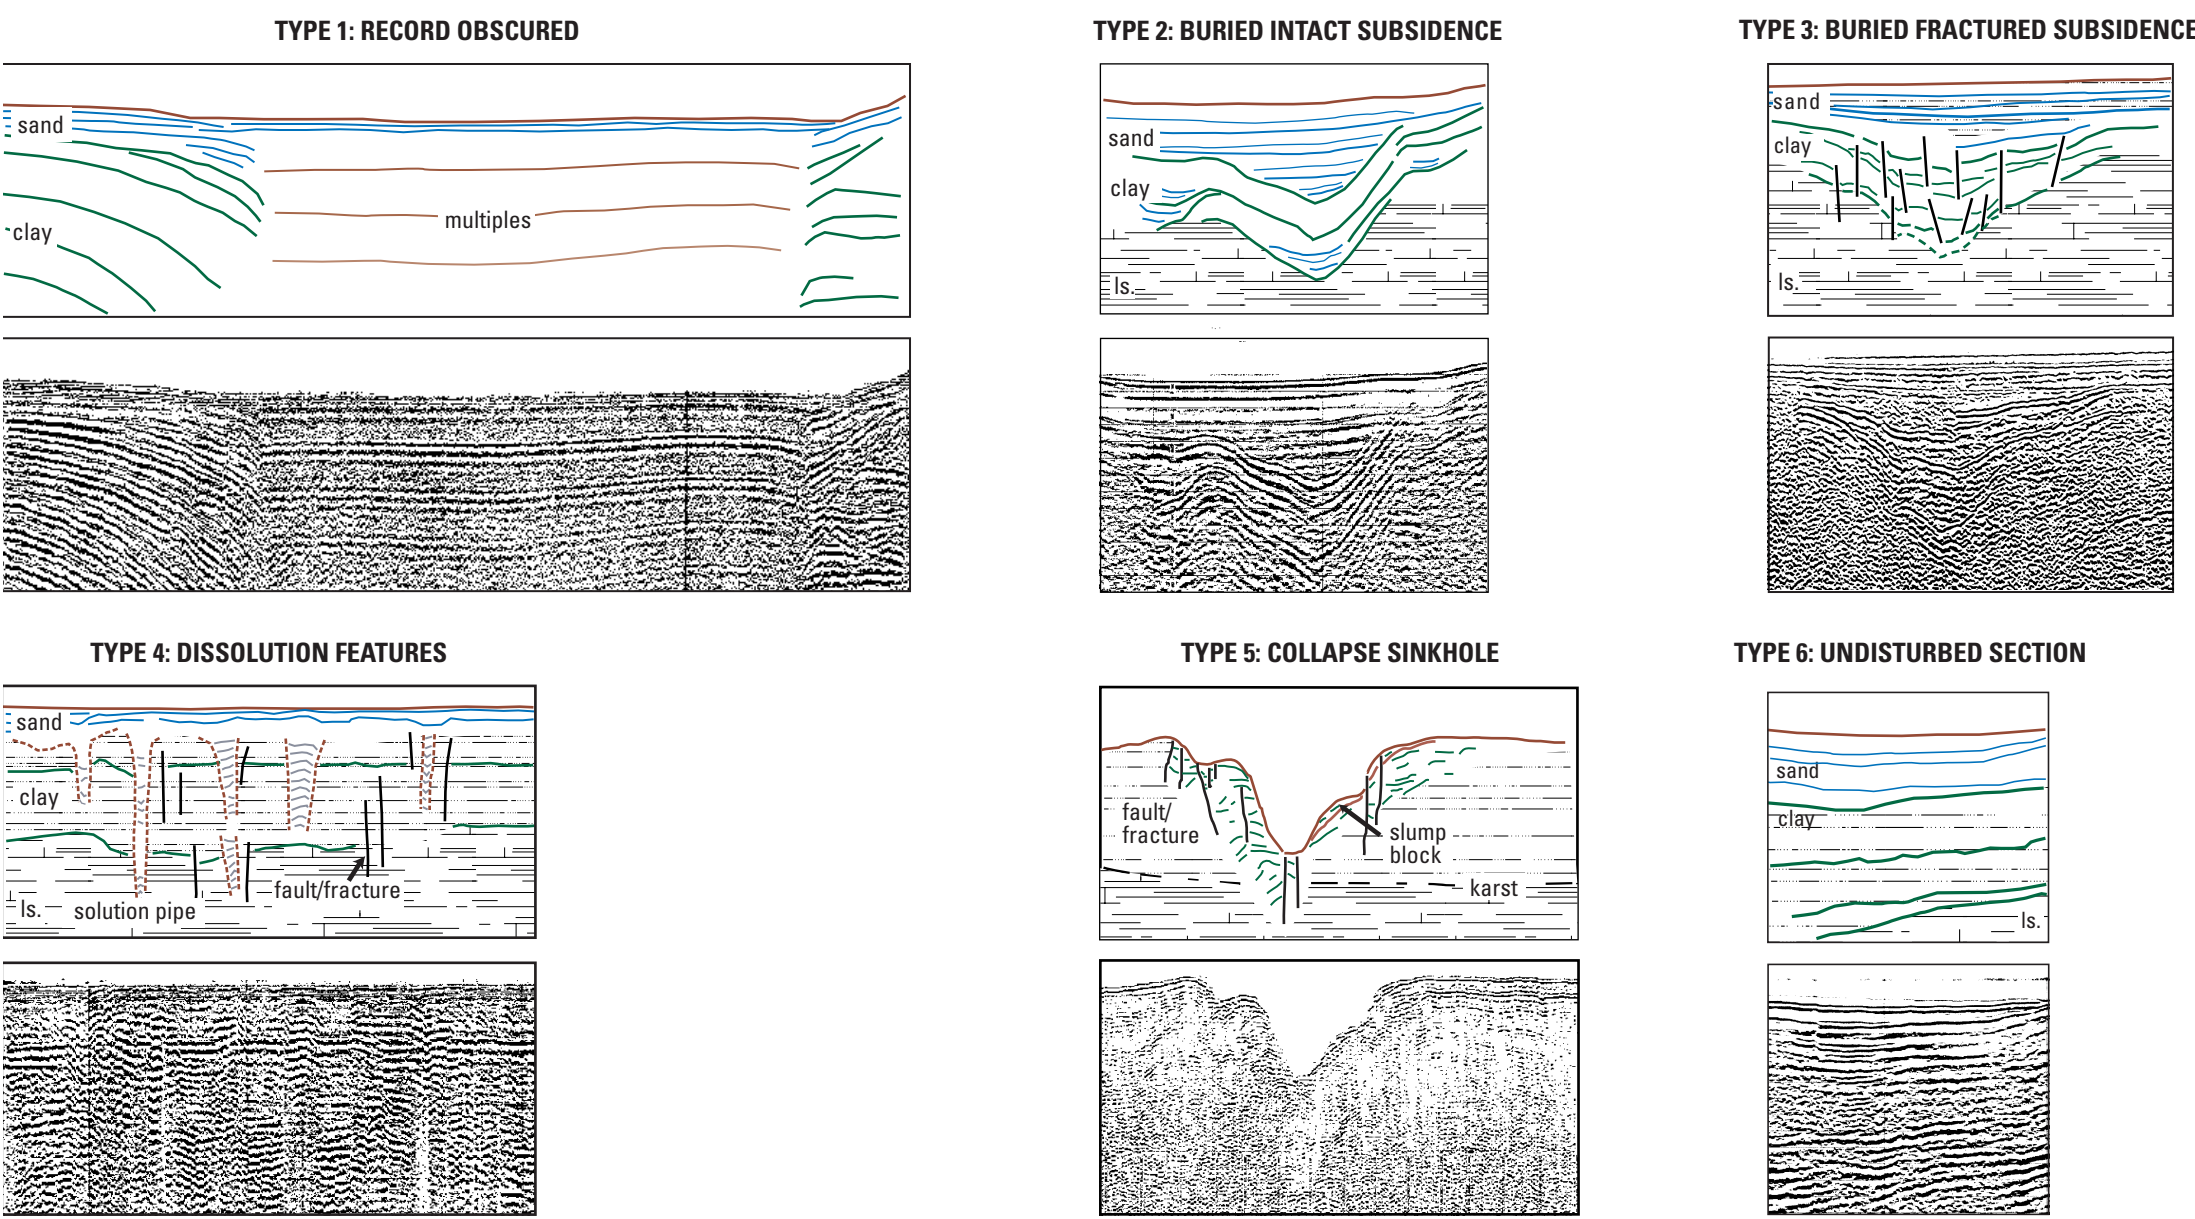 TYPE 1: RECORD OBSCURED
sand
clay
multiples
TYPE 2: BURIED INTACT SUBSIDENCE
sand
clay
ls.
TYPE 3: BURIED FRACTURED SUBSIDENCE
sand
clay
ls.
TYPE 4: DISSOLUTION FEATURES
sand
clay
fault/fracture
ls.
solution pipe
TYPE 5: COLLAPSE SINKHOLE
fault/
fracture
slump
block
karst
TYPE 6: UNDISTURBED SECTION
sand
clay
ls.